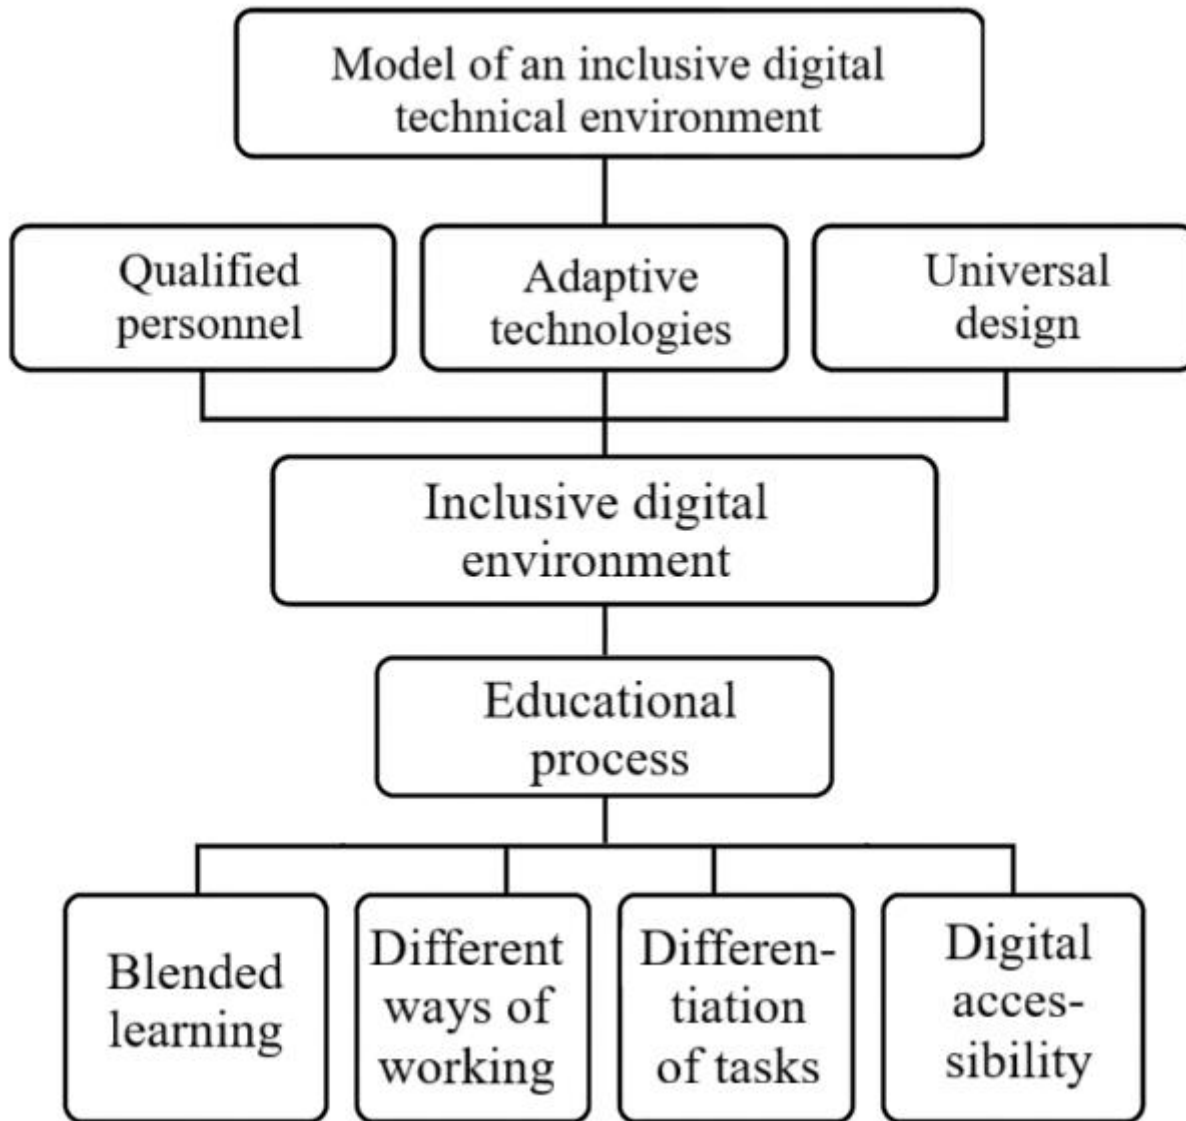 Model of an inclusive digital
technical environment
Qualified
personnel
Adaptive
technologies
Universal
design
Inclusive digital
environment
Educational
process
Blended
learning
Different
ways of
working
Differen-
tiation
of tasks
Digital
acces-
sibility